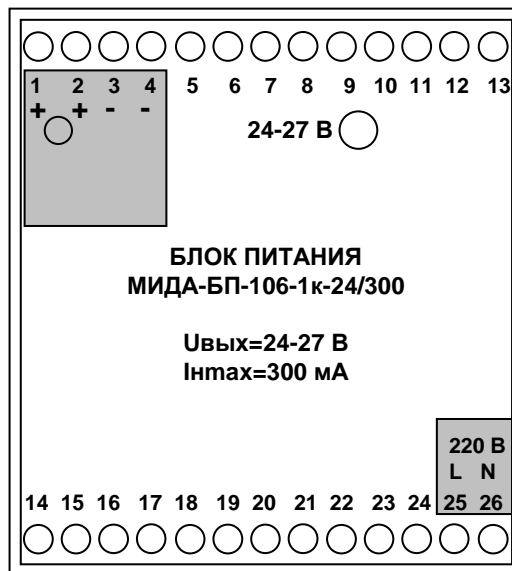 1 2 3 4 5 6 7 8 9 10 11 12 13
+ + - -
24-27 В
БЛОК ПИТАНИЯ
МИДА-БП-106-1к-24/300
Uвых=24-27 В
Iнmax=300 мА
220 В
L N
14 15 16 17 18 19 20 21 22 23 24 25 26